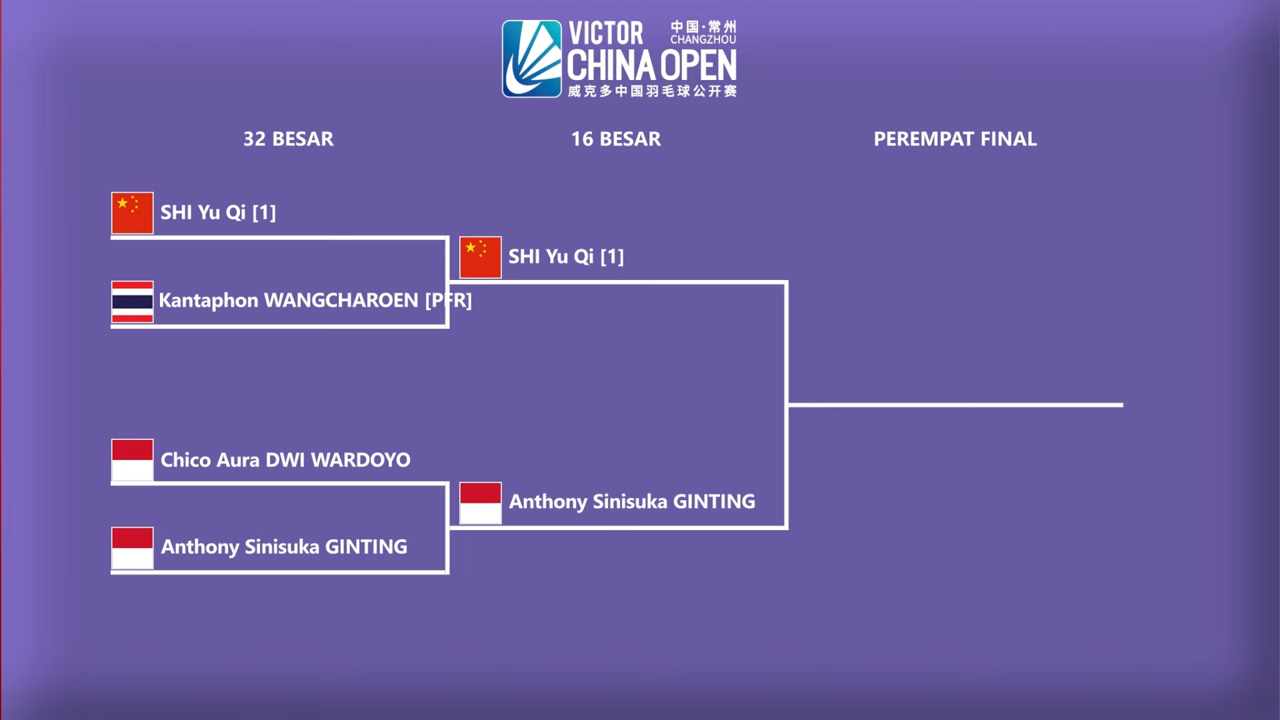 VICTOR 中国·常州
CHANGZHOU
CHINA OPEN
威克多中国羽毛球公开赛
32 BESAR
16 BESAR
PEREMPAT FINAL
SHI Yu Qi [1]
SHI Yu Qi [1]
Kantaphon WANGCHAROEN [PFR]
Chico Aura DWI WARDOYO
Anthony Sinisuka GINTING
Anthony Sinisuka GINTING